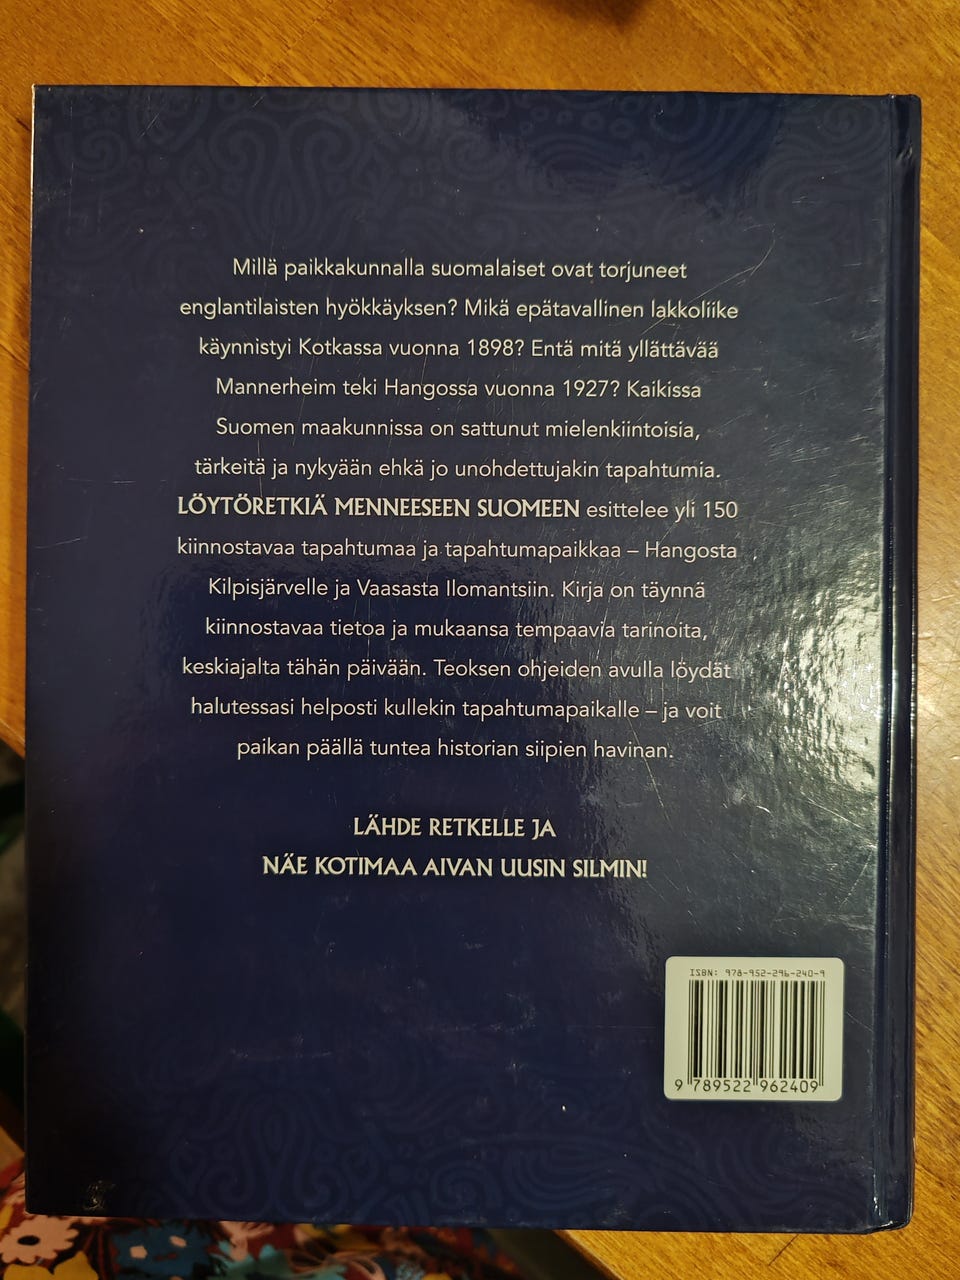 Millä paikkakunnalla suomalaiset ovat torjuneet
englantilaisten hyökkäyksen? Mikä epätavallinen lakkoliike
käynnistyi Kotkassa vuonna 1898? Entä mitä yllättävää
Mannerheim teki Hangossa vuonna 1927? Kaikissa
Suomen maakunnissa on sattunut mielenkiintoisia,
tärkeitä ja nykyään ehkä jo unohdettujakin tapahtumia.
LÖYTÖRETKIÄ MENNEESEEN SUOMEEN esittelee yli 150
kiinnostavaa tapahtumaa ja tapahtumapaikkaa – Hangosta
Kilpisjärvelle ja Vaasasta Ilomantsiin. Kirja on täynnä
kiinnostavaa tietoa ja mukaansa tempaavia tarinoita,
keskiajalta tähän päivään. Teoksen ohjeiden avulla löydät
halutessasi helposti kullekin tapahtumapaikalle – ja voit
paikan päällä tuntea historian siipien havinan.
LÄHDE RETKELLE JA
NÄE KOTIMAA AIVAN UUSIN SILMIN!
ISBN: 978-952-296-240-9
9 789522 962409